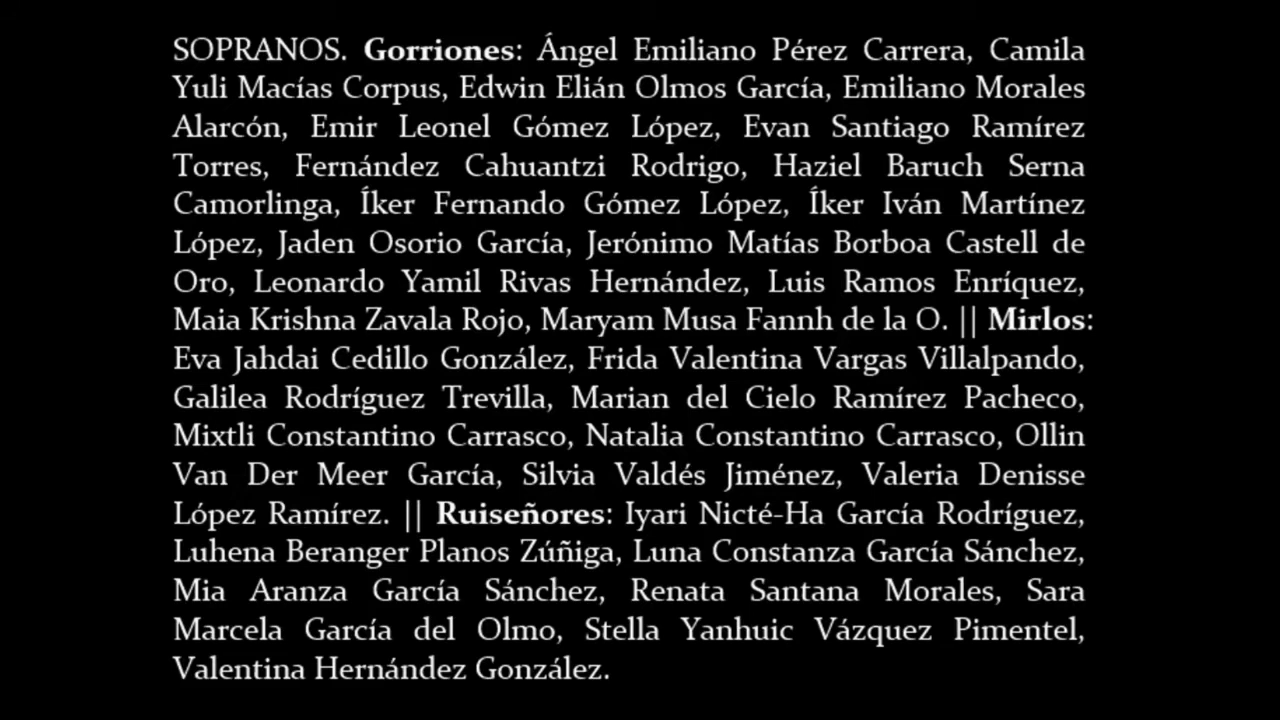 SOPRANOS. Gorriones: Ángel Emiliano Pérez Carrera, Camila
Yuli Macías Corpus, Edwin Elián Olmos García, Emiliano Morales
Alarcón, Emir Leonel Gómez López, Evan Santiago Ramírez
Torres, Fernández Cahuantzi Rodrigo, Haziel Baruch Serna
Camorlinga, Íker Fernando Gómez López, Íker Iván Martínez
López, Jaden Osorio García, Jerónimo Matías Borboa Castell de
Oro, Leonardo Yamil Rivas Hernández, Luis Ramos Enríquez,
Maia Krishna Zavala Rojo, Maryam Musa Fannh de la O. || Mirlos:
Eva Jahdai Cedillo González, Frida Valentina Vargas Villalpando,
Galilea Rodríguez Trevilla, Marian del Cielo Ramírez Pacheco,
Mixtli Constantino Carrasco, Natalia Constantino Carrasco, Ollin
Van Der Meer García, Silvia Valdés Jiménez, Valeria Denisse
López Ramírez. || Ruiseñores: Iyari Nicté-Ha García Rodríguez,
Luhena Beranger Planos Zúñiga, Luna Constanza García Sánchez,
Mia Aranza García Sánchez, Renata Santana Morales, Sara
Marcela García del Olmo, Stella Yanhuic Vázquez Pimentel,
Valentina Hernández González.